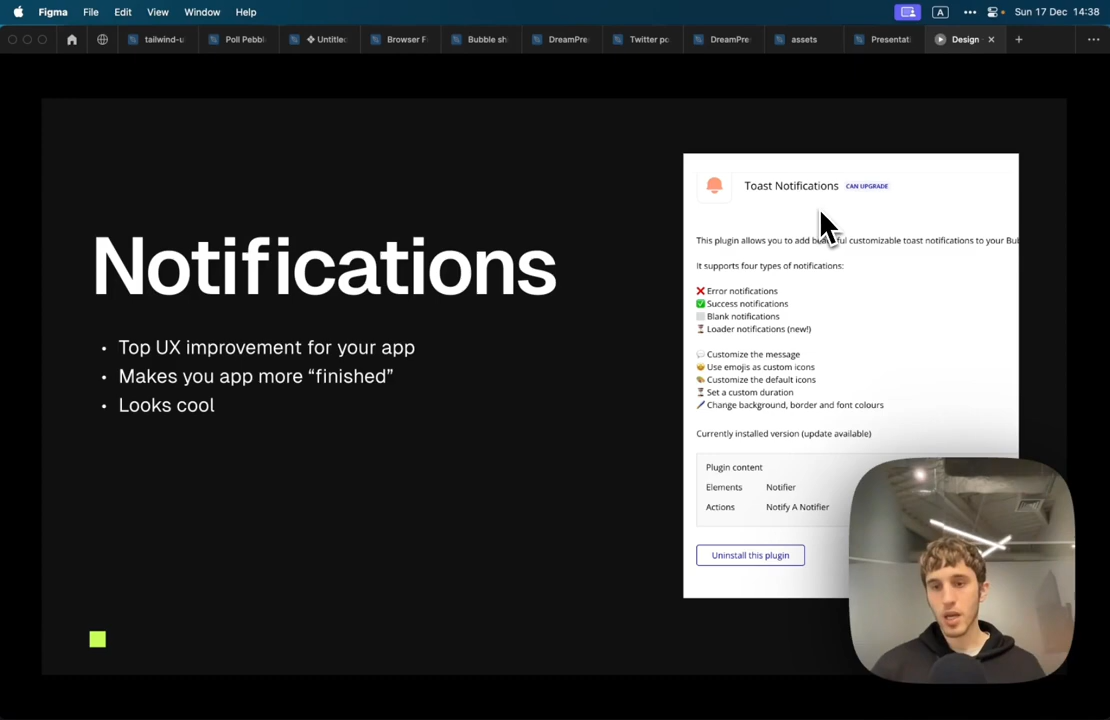 Figma File Edit View Window Help A Sun 17 Dec 14:38
tailwind-u Poll Pebbl Untitle Browser F Bubble sh DreamPre Twitter po DreamPre assets Presentati Design
Notifications
• Top UX improvement for your app
• Makes you app more “finished”
• Looks cool
Toast Notifications CAN UPGRADE
This plugin allows you to add ful customizable toast notifications to your Bu
It supports four types of notifications:
❌ Error notifications
✅ Success notifications
Blank notifications
⏳ Loader notifications (new!)
💬 Customize the message
🤠 Use emojis as custom icons
🎨 Customize the default icons
⏳ Set a custom duration
🖊️ Change background, border and font colours
Currently installed version (update available)
Plugin content
Elements Notifier
Actions Notify A Notifier
Uninstall this plugin